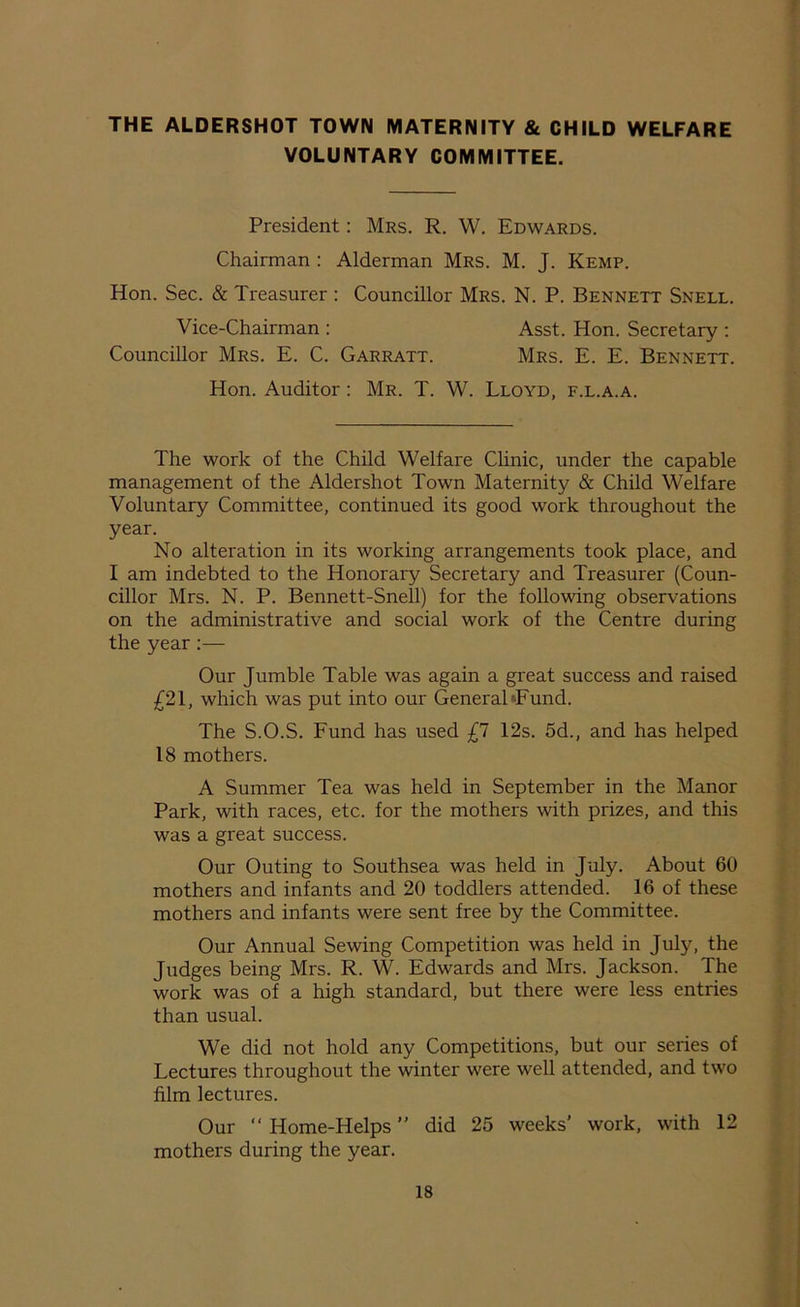 THE ALDERSHOT TOWN MATERNITY & CHILD WELFARE
VOLUNTARY COMMITTEE.
President : Mrs. R. W. Edwards.
Chairman : Alderman Mrs. M. J. Kemp.
Hon. Sec. & Treasurer : Councillor Mrs. N. P. Bennett Snell.
Vice-Chairman : Asst. Hon. Secretary :
Councillor Mrs. E. C. Garratt. Mrs. E. E. Bennett.
Hon. Auditor : Mr. T. W. Lloyd, f.l.a.a.
The work of the Child Welfare Clinic, under the capable
management of the Aldershot Town Maternity & Child Welfare
Voluntary Committee, continued its good work throughout the
year.
No alteration in its working arrangements took place, and
I am indebted to the Honorary Secretary and Treasurer (Coun-
cillor Mrs. N. P. Bennett-Snell) for the following observations
on the administrative and social work of the Centre during
the year :—
Our Jumble Table was again a great success and raised
£21, which was put into our General Fund.
The S.O.S. Fund has used £7 12s. 5d., and has helped
18 mothers.
A Summer Tea was held in September in the Manor
Park, with races, etc. for the mothers with prizes, and this
was a great success.
Our Outing to Southsea was held in July. About 60
mothers and infants and 20 toddlers attended. 16 of these
mothers and infants were sent free by the Committee.
Our Annual Sewing Competition was held in July, the
Judges being Mrs. R. W. Edwards and Mrs. Jackson. The
work was of a high standard, but there were less entries
than usual.
We did not hold any Competitions, but our series of
Lectures throughout the winter were well attended, and two
film lectures.
Our “ Home-Helps ” did 25 weeks’ work, with 12
mothers during the year.
18